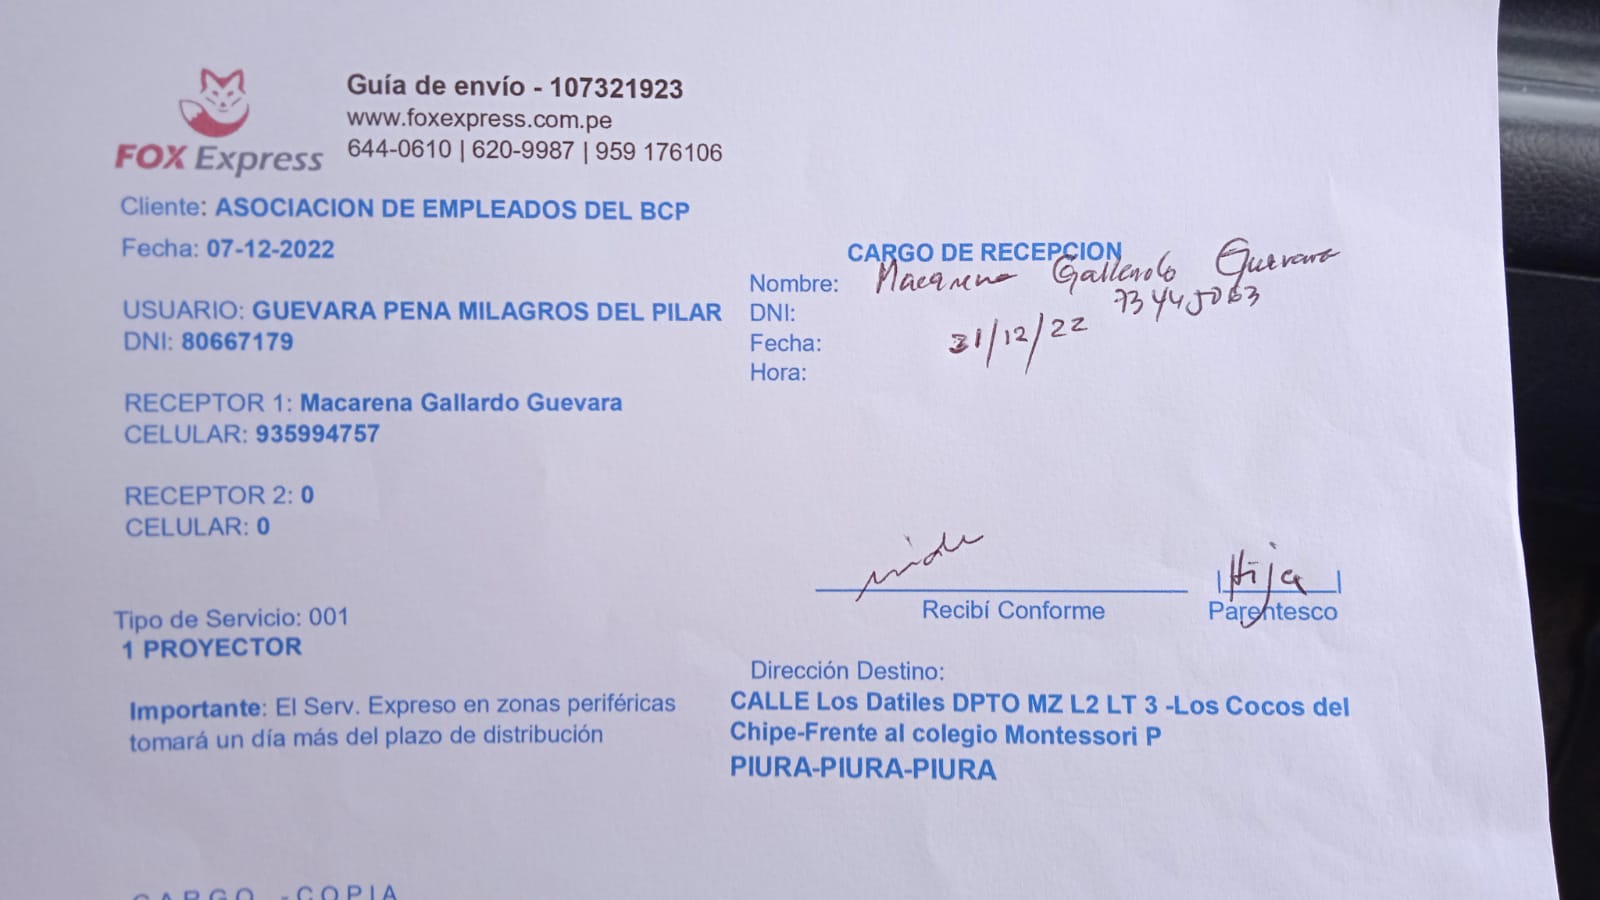 Guía de envío - 107321923
www.foxexpress.com.pe
644-0610 | 620-9987 | 959 176106
FOX Express
Cliente: ASOCIACION DE EMPLEADOS DEL BCP
Fecha: 07-12-2022
USUARIO: GUEVARA PENA MILAGROS DEL PILAR
DNI: 80667179
RECEPTOR 1: Macarena Gallardo Guevara
CELULAR: 935994757
RECEPTOR 2: 0
CELULAR: 0
CARGO DE RECEPCION
Nombre: Macarena Gallardo Guevara
DNI:
Fecha: 31/12/22
Hora:
Recibí Conforme
Hija
Parentesco
Tipo de Servicio: 001
1 PROYECTOR
Importante: El Serv. Expreso en zonas periféricas
tomará un día más del plazo de distribución
Dirección Destino:
CALLE Los Datiles DPTO MZ L2 LT 3 -Los Cocos del
Chipe-Frente al colegio Montessori P
PIURA-PIURA-PIURA
CARGO - COPIA